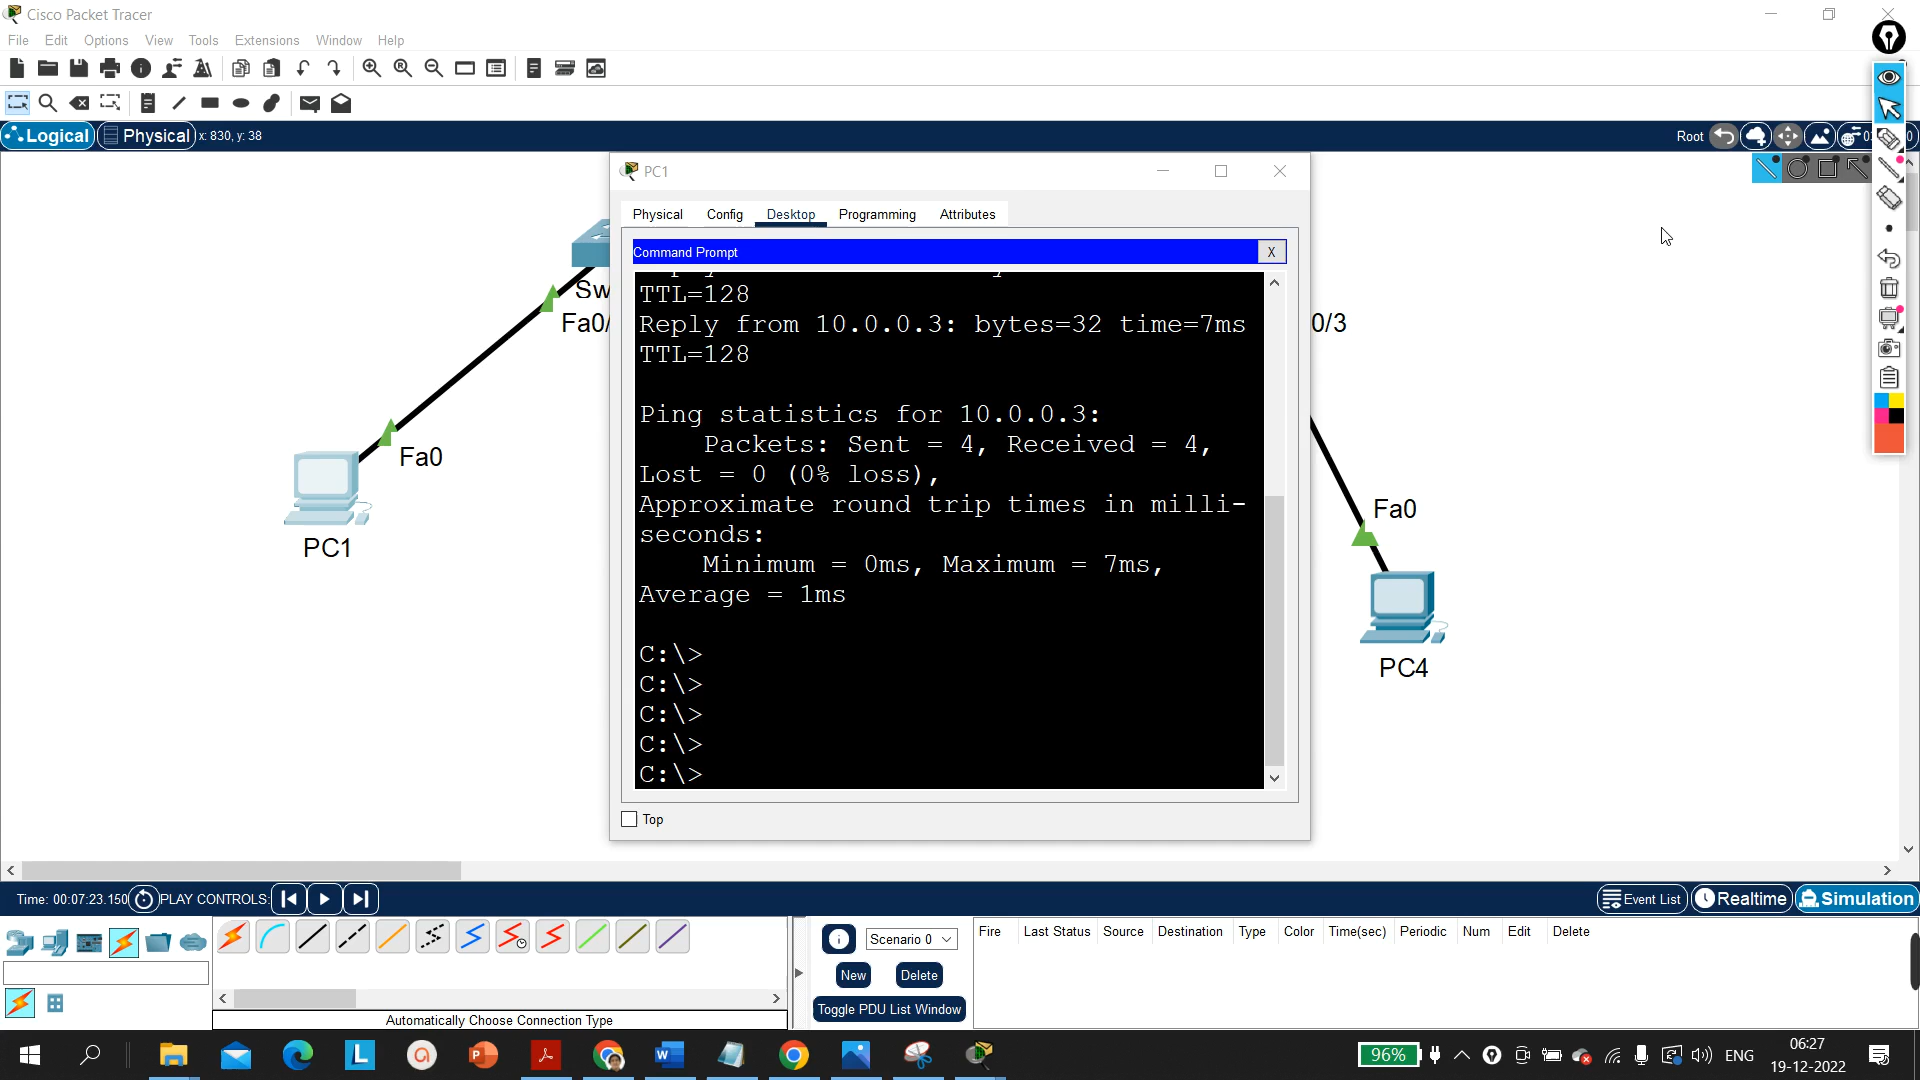 Cisco Packet Tracer
File Edit Options View Tools Extensions Window Help
Logical Physical x: 830, y: 38 Root
PC1
Physical Config Desktop Programming Attributes
Command Prompt X
TTL=128
Reply from 10.0.0.3: bytes=32 time=7ms
TTL=128
Ping statistics for 10.0.0.3:
Packets: Sent = 4, Received = 4,
Lost = 0 (0% loss),
Approximate round trip times in milli-
seconds:
Minimum = 0ms, Maximum = 7ms,
Average = 1ms
C:\>
C:\>
C:\>
C:\>
C:\>
Top
Sw
Fa0/
0/3
Fa0
PC1
Fa0
PC4
Time: 00:07:23.150 PLAY CONTROLS: Event List Realtime Simulation
Scenario 0
New Delete
Toggle PDU List Window
Fire Last Status Source Destination Type Color Time(sec) Periodic Num Edit Delete
Automatically Choose Connection Type
96% ENG
06:27
19-12-2022